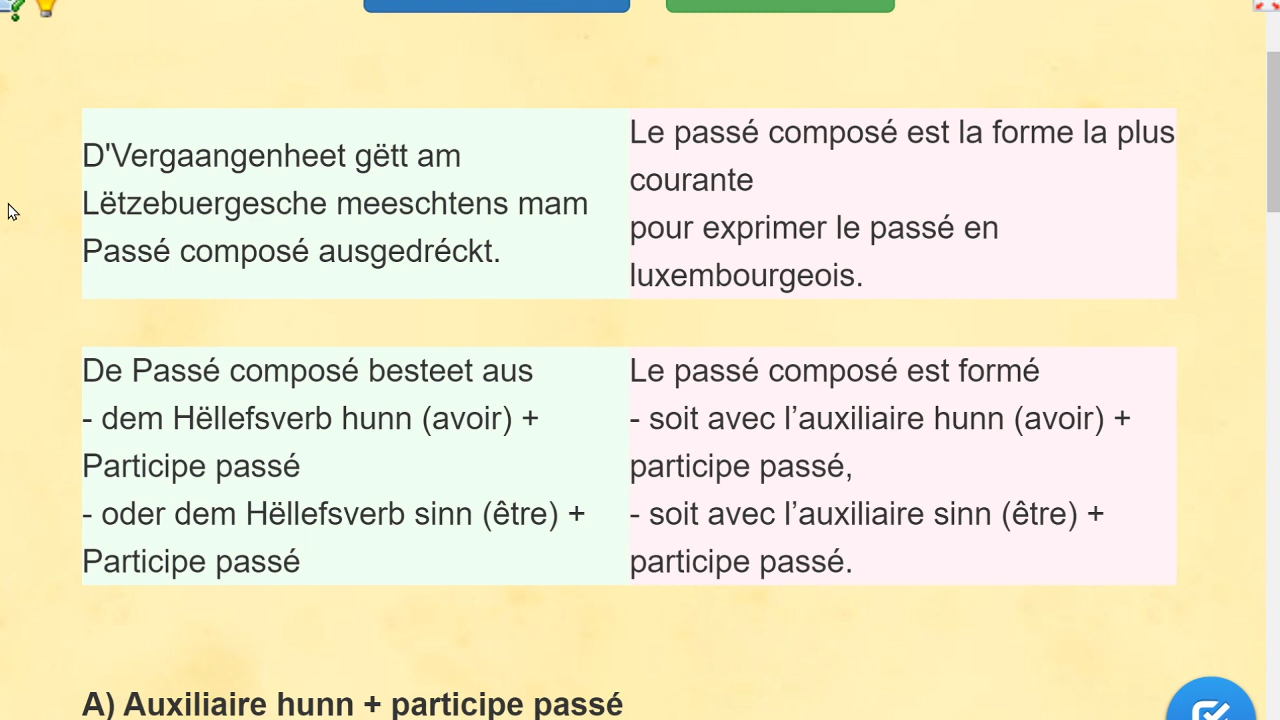 D'Vergaangenheet gëtt am
Lëtzebuergesche meeschtens mam
Passé composé ausgedréckt.
Le passé composé est la forme la plus
courante
pour exprimer le passé en
luxembourgeois.
De Passé composé besteet aus
- dem Hëllefsverb hunn (avoir) +
Participe passé
- oder dem Hëllefsverb sinn (être) +
Participe passé
Le passé composé est formé
- soit avec l’auxiliaire hunn (avoir) +
participe passé,
- soit avec l’auxiliaire sinn (être) +
participe passé.
A) Auxiliaire hunn + participe passé